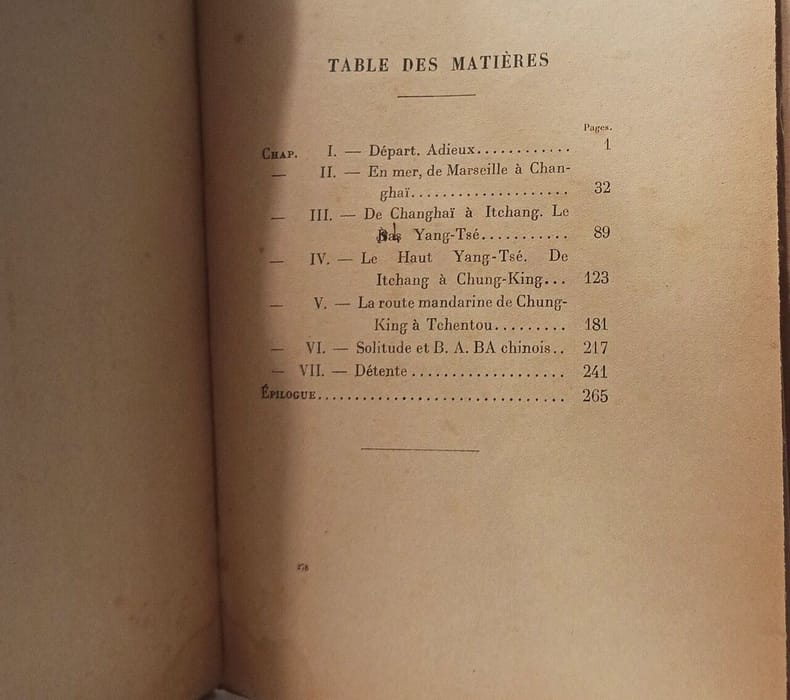 TABLE DES MATIÈRES
Pages.
CHAP. I. — Départ. Adieux............ 1
— II. — En mer, de Marseille à Chan-
ghaï................... 32
— III. — De Changhaï à Itchang. Le
Bas Yang-Tsé........... 89
— IV. — Le Haut Yang-Tsé. De
Itchang à Chung-King... 123
— V. — La route mandarine de Chung-
King à Tchentou......... 181
— VI. — Solitude et B. A. BA chinois.. 217
— VII. — Détente.................. 241
ÉPILOGUE.............................. 265